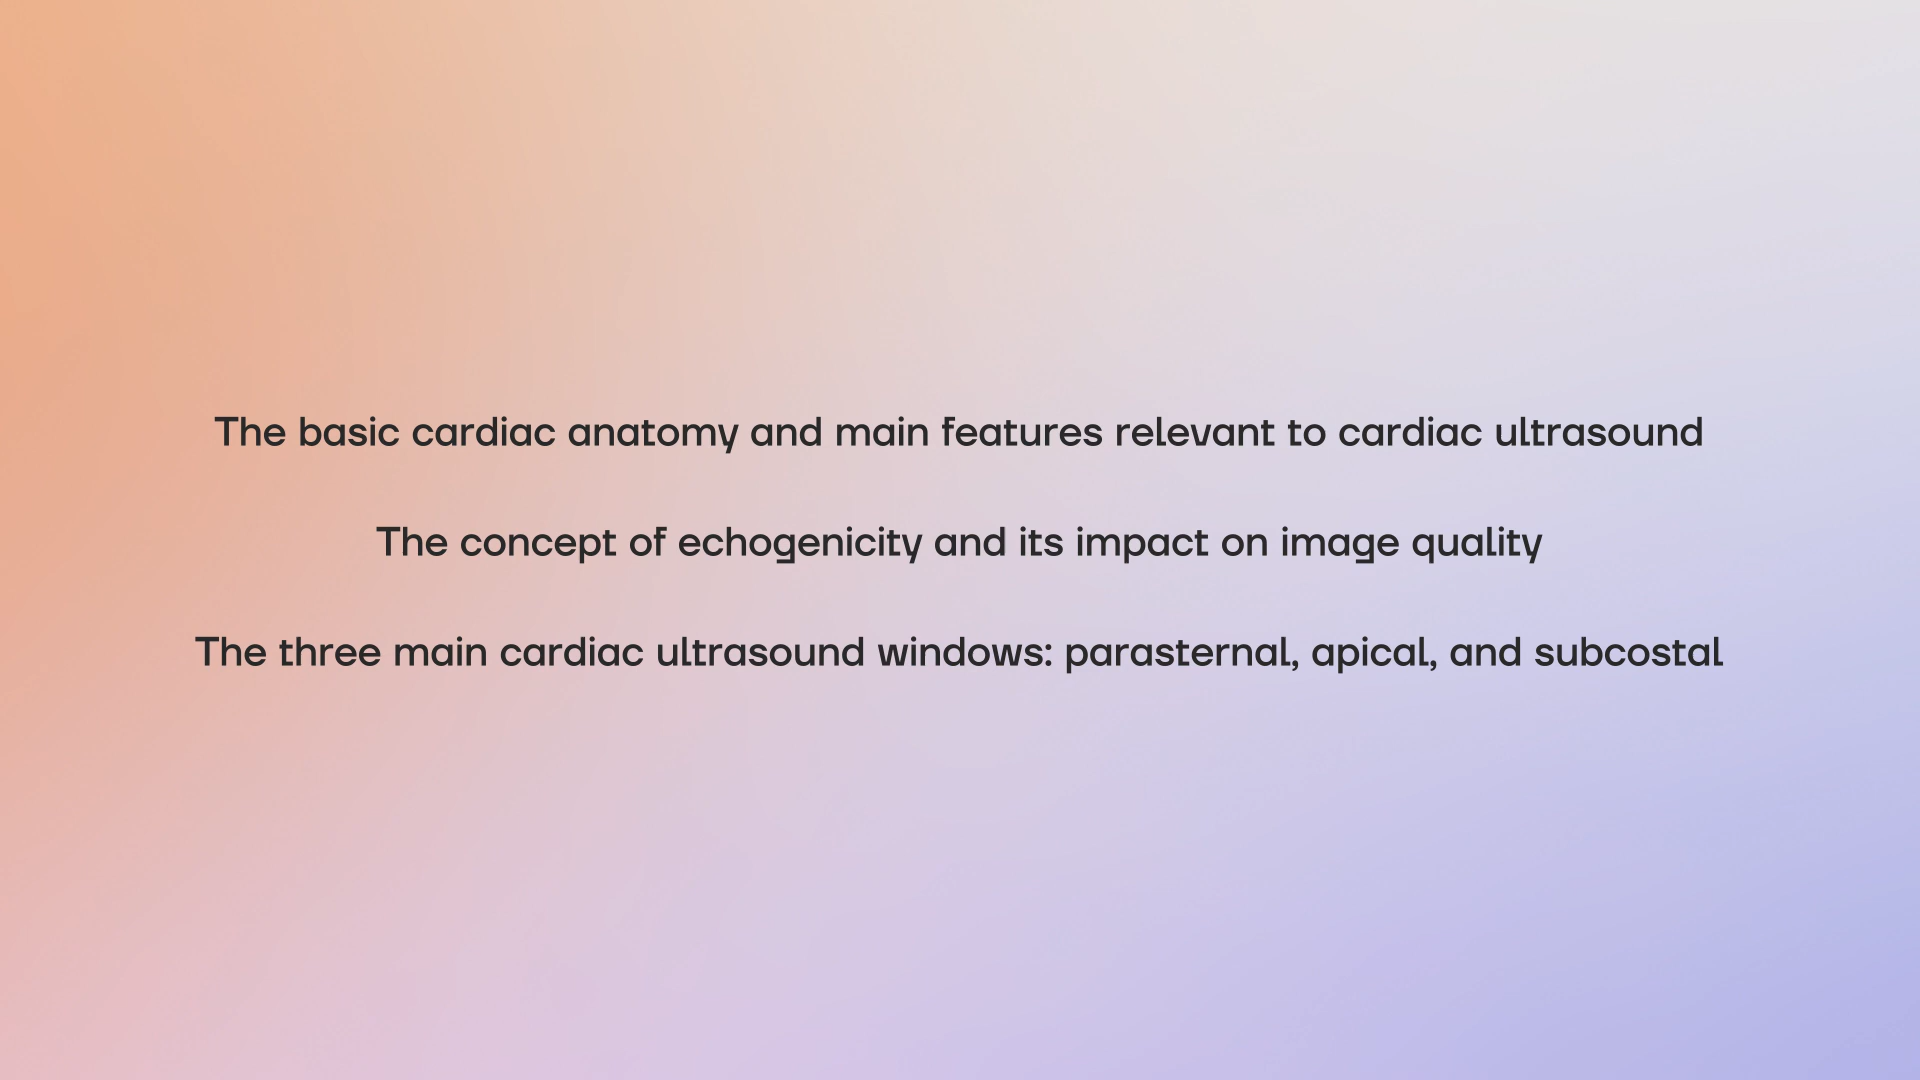 The basic cardiac anatomy and main features relevant to cardiac ultrasound
The concept of echogenicity and its impact on image quality
The three main cardiac ultrasound windows: parasternal, apical, and subcostal